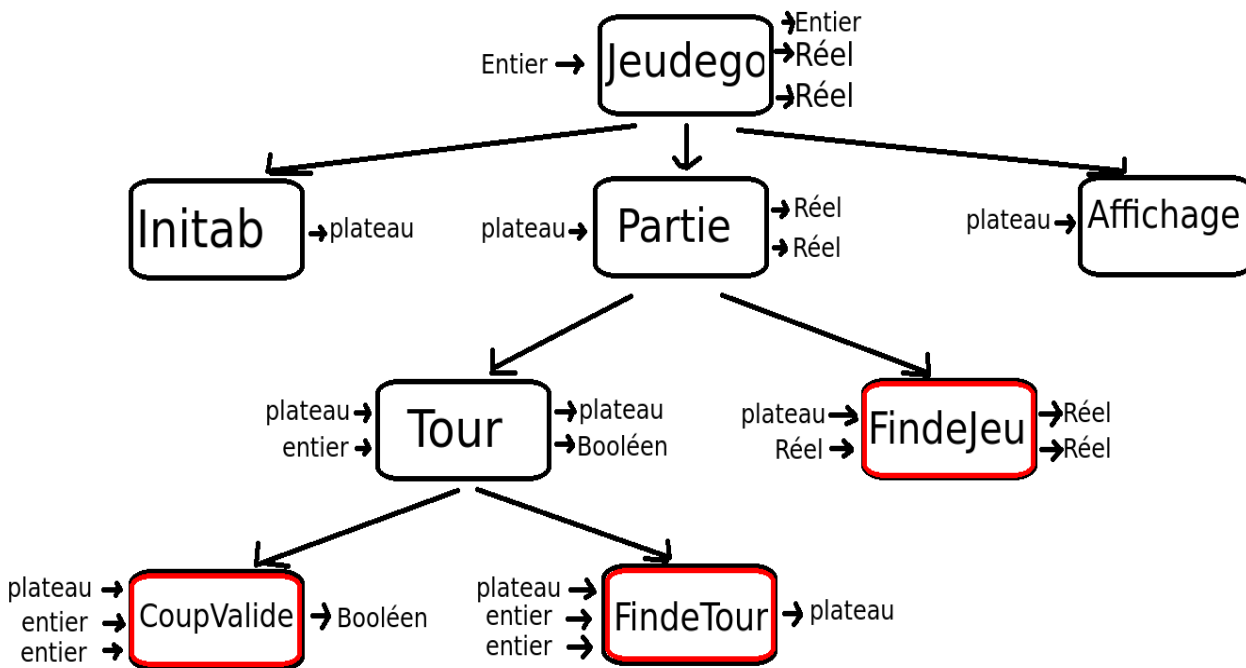 Entier
Entier
Jeudego
Réel
Réel
Initab
plateau
plateau
Partie
Réel
Réel
plateau
Affichage
plateau
entier
Tour
plateau
Booléen
plateau
Réel
FindeJeu
Réel
Réel
plateau
entier
entier
CoupValide
Booléen
plateau
entier
entier
FindeTour
plateau